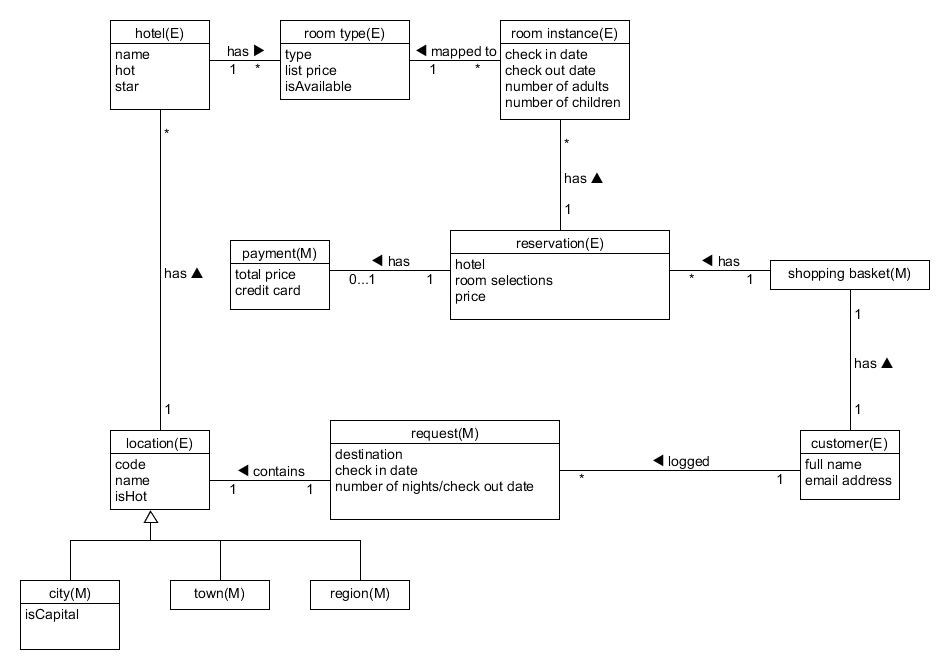 hotel(E)
name
hot
star
has ▶
1
*
room type(E)
type
list price
isAvailable
◀ mapped to
1
*
room instance(E)
check in date
check out date
number of adults
number of children
*
has ▲
1
*
has ▲
1
payment(M)
total price
credit card
◀ has
0...1
1
reservation(E)
hotel
room selections
price
◀ has
*
1
shopping basket(M)
1
has ▲
1
location(E)
code
name
isHot
◀ contains
1
1
request(M)
destination
check in date
number of nights/check out date
◀ logged
*
1
customer(E)
full name
email address
city(M)
isCapital
town(M)
region(M)